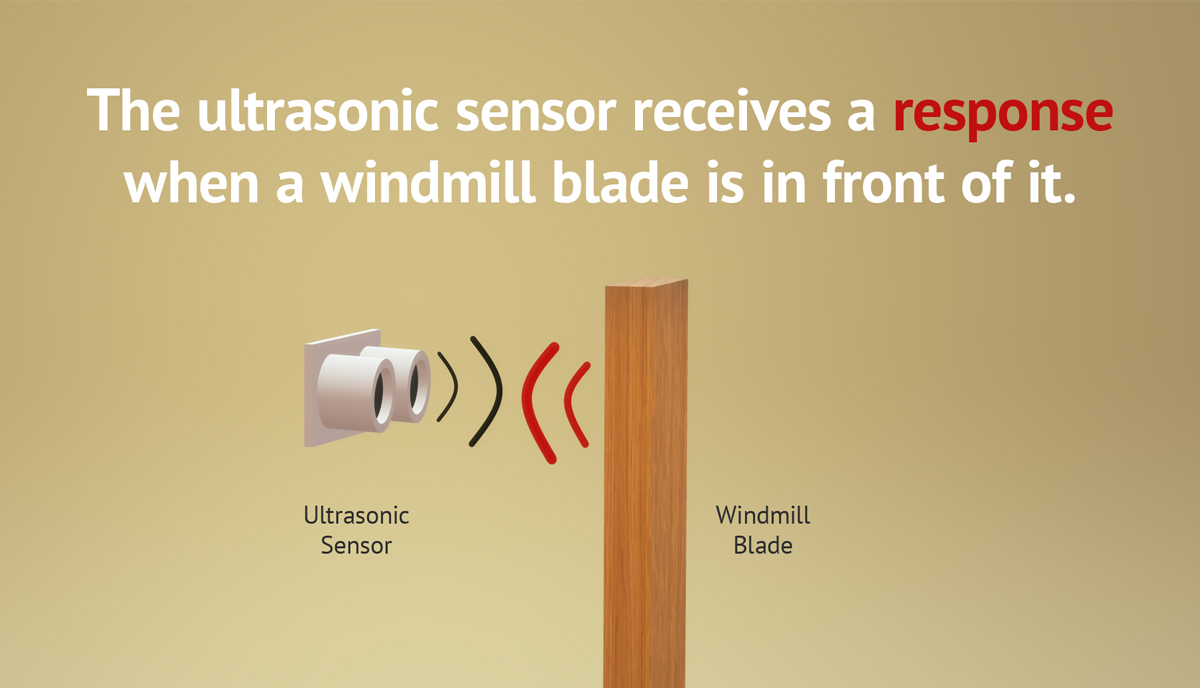 The ultrasonic sensor receives a response
when a windmill blade is in front of it.
Ultrasonic
Sensor
Windmill
Blade